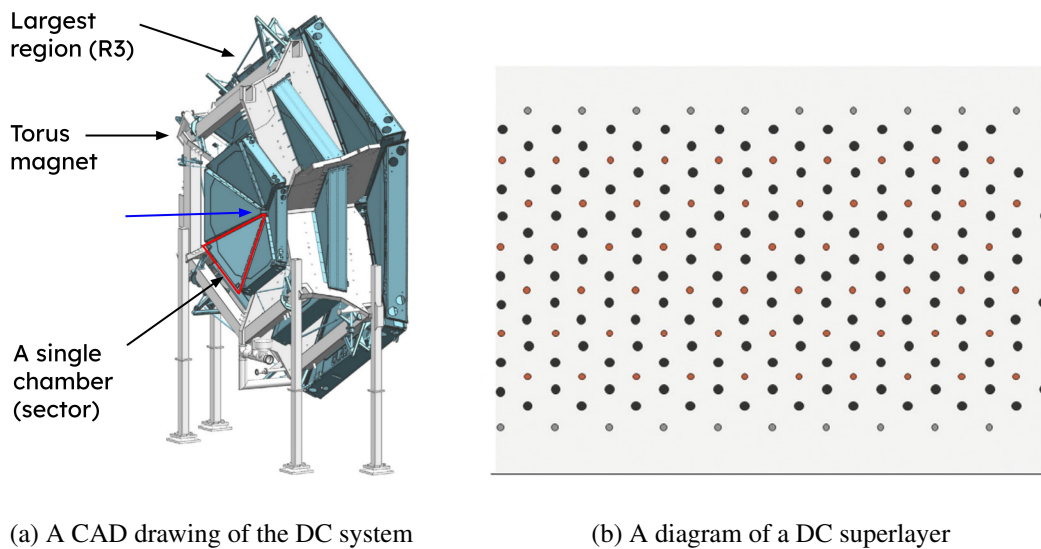 Largest
region (R3)
Torus
magnet
A single
chamber
(sector)
(a) A CAD drawing of the DC system
(b) A diagram of a DC superlayer